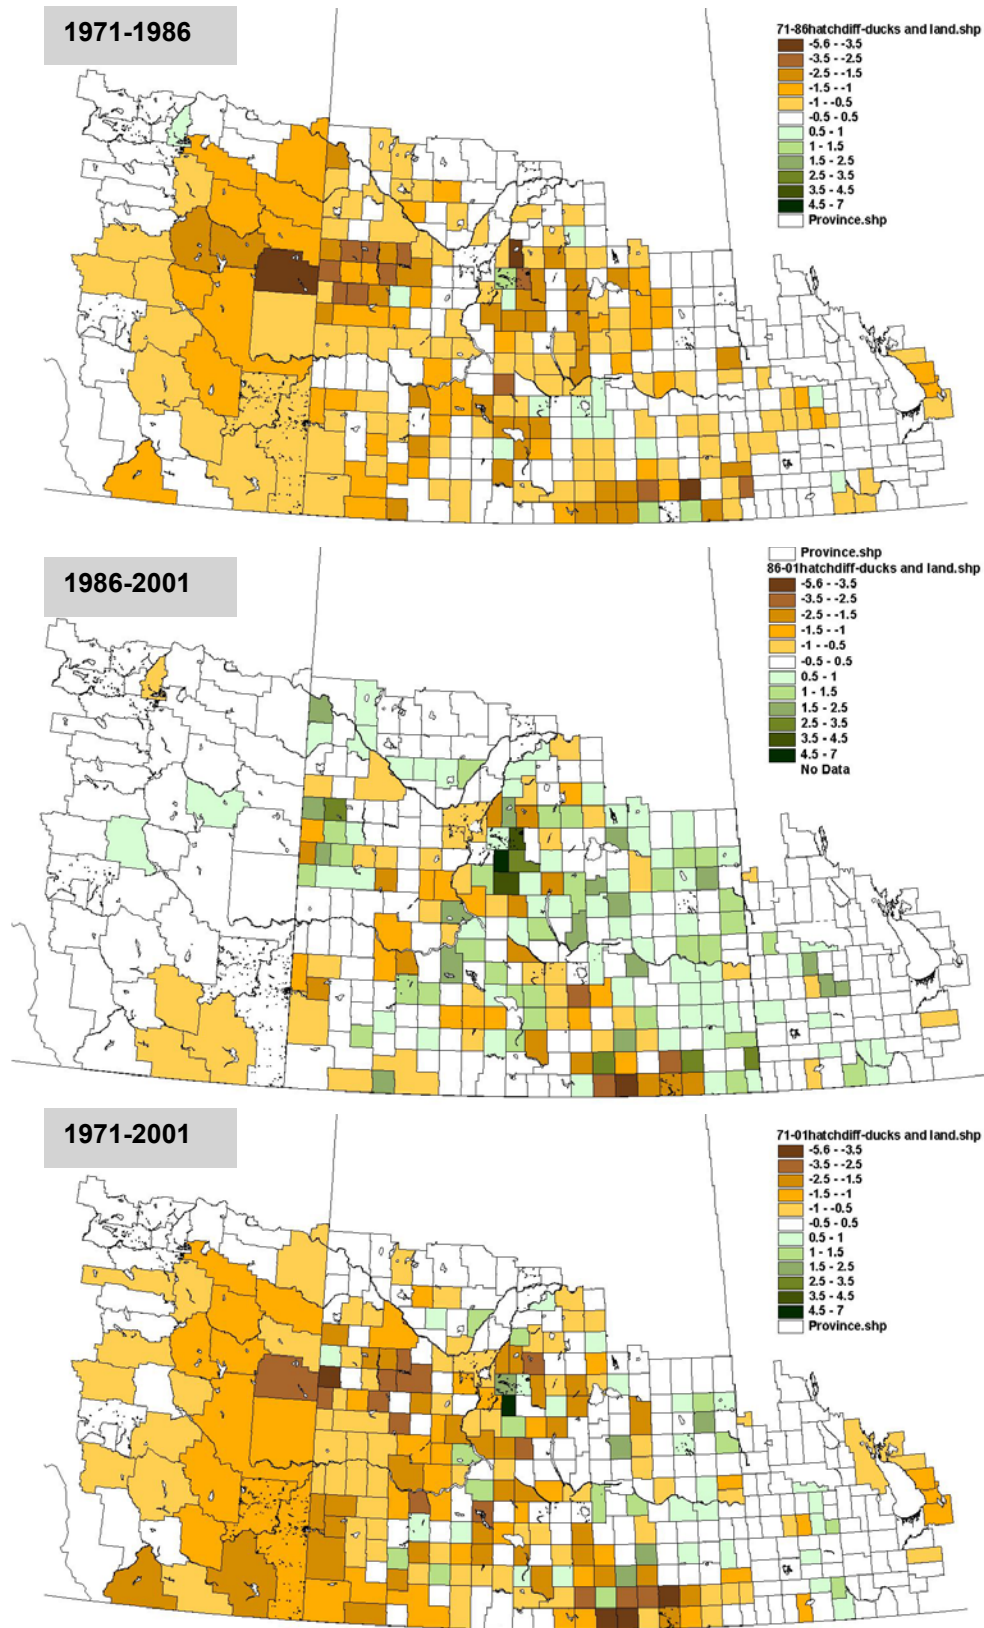 1971-1986
71-86hatchdiff-ducks and land.shp
-5.6 - -3.5
-3.5 - -2.5
-2.5 - -1.5
-1.5 - -1
-1 - -0.5
-0.5 - 0.5
0.5 - 1
1 - 1.5
1.5 - 2.5
2.5 - 3.5
3.5 - 4.5
4.5 - 7
Province.shp
1986-2001
Province.shp
86-01hatchdiff-ducks and land.shp
-5.6 - -3.5
-3.5 - -2.5
-2.5 - -1.5
-1.5 - -1
-1 - -0.5
-0.5 - 0.5
0.5 - 1
1 - 1.5
1.5 - 2.5
2.5 - 3.5
3.5 - 4.5
4.5 - 7
No Data
1971-2001
71-01hatchdiff-ducks and land.shp
-5.6 - -3.5
-3.5 - -2.5
-2.5 - -1.5
-1.5 - -1
-1 - -0.5
-0.5 - 0.5
0.5 - 1
1 - 1.5
1.5 - 2.5
2.5 - 3.5
3.5 - 4.5
4.5 - 7
Province.shp